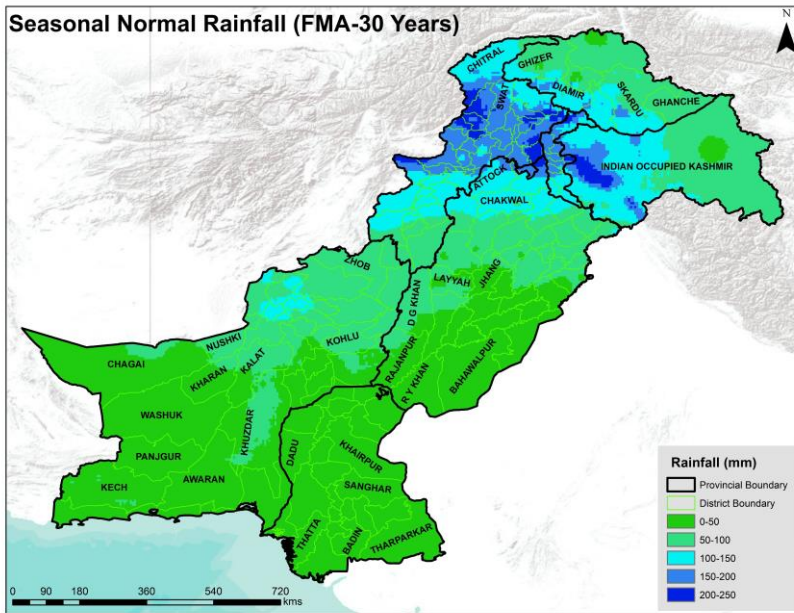 Seasonal Normal Rainfall (FMA-30 Years)
N
CHITRAL
GHIZER
DIAMIR
SKARDU
GHANCHE
SWAT
INDIAN OCCUPIED KASHMIR
ATTOCK
CHAKWAL
ZHOB
LAYYAH
JHANG
D G KHAN
NUSHKI
KOHLU
CHAGAI
KHARAN
KALAT
RAJANPUR
R Y KHAN
BAHAWALPUR
WASHUK
KHUZDAR
DADU
KHAIRPUR
PANJGUR
SANGHAR
KECH
AWARAN
THATTA
BADIN
THARPARKAR
Rainfall (mm)
Provincial Boundary
District Boundary
0-50
50-100
100-150
150-200
200-250
0 90 180 360 540 720
kms